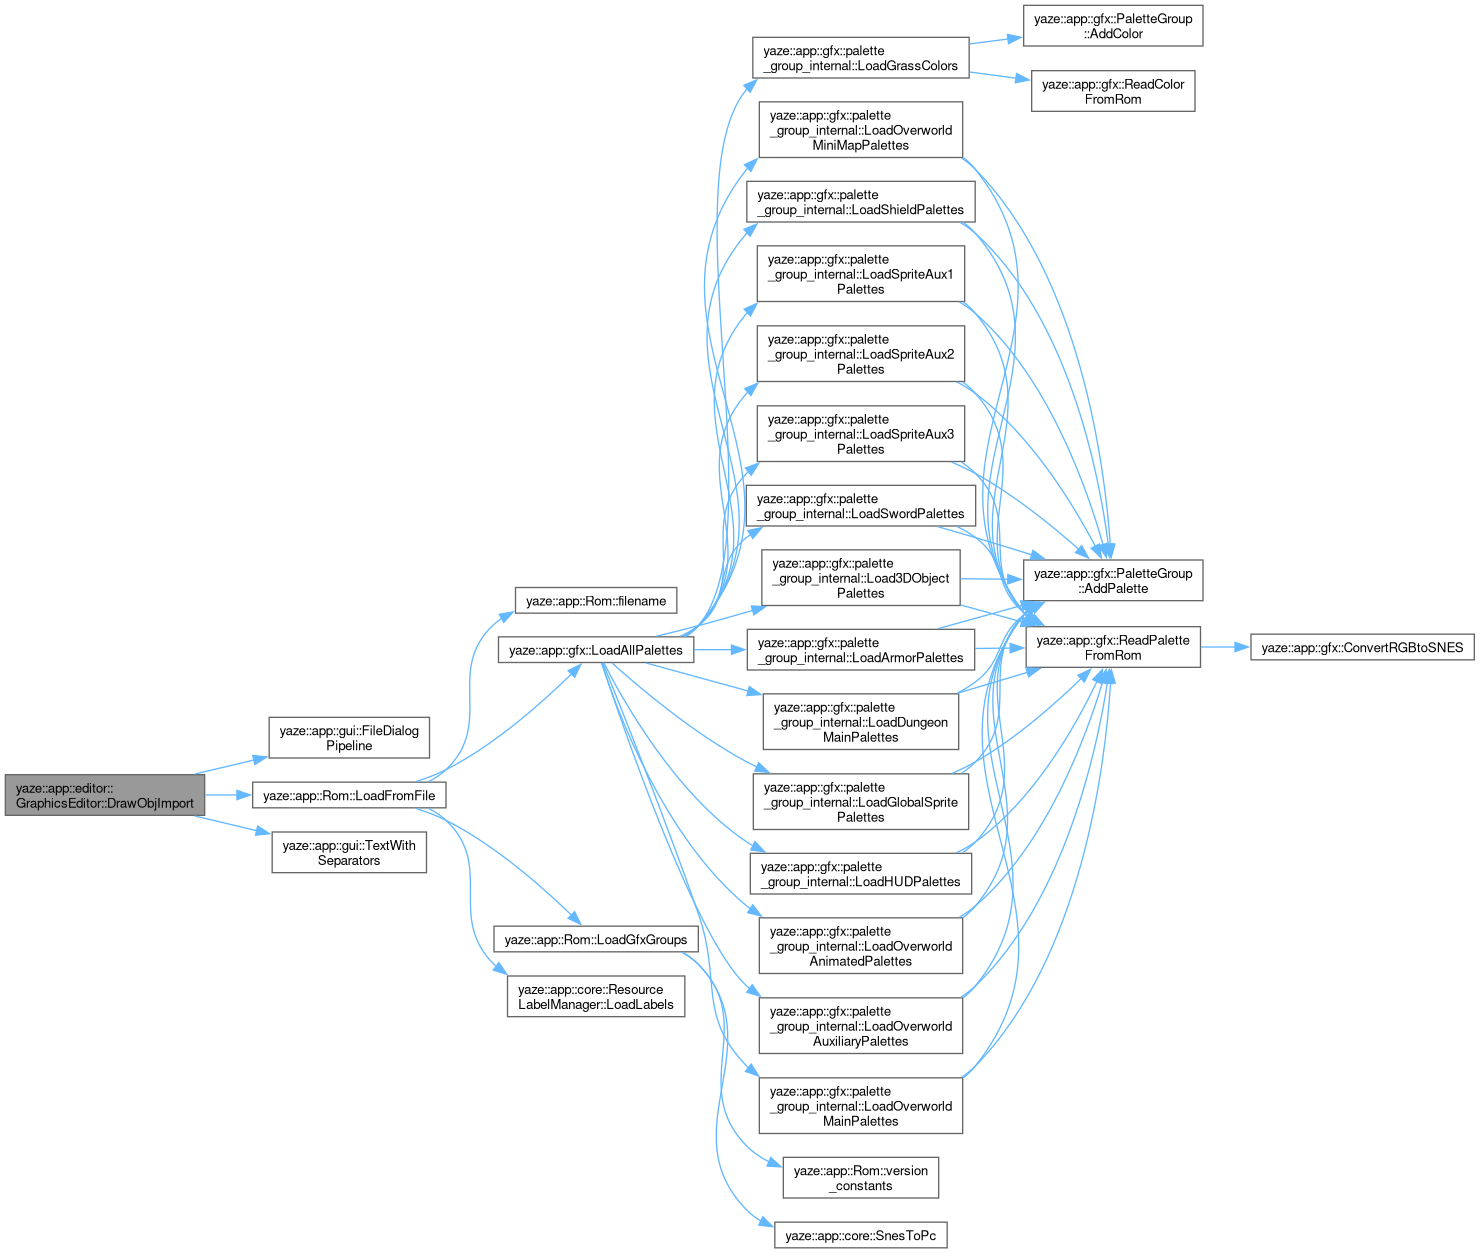 yaze::app::editor::
GraphicsEditor::DrawObjImport
yaze::app::gui::FileDialog
Pipeline
yaze::app::Rom::LoadFromFile
yaze::app::gui::TextWith
Separators
yaze::app::Rom::filename
yaze::app::gfx::LoadAllPalettes
yaze::app::Rom::LoadGfxGroups
yaze::app::core::Resource
LabelManager::LoadLabels
yaze::app::gfx::palette
_group_internal::LoadGrassColors
yaze::app::gfx::palette
_group_internal::LoadOverworld
MiniMapPalettes
yaze::app::gfx::palette
_group_internal::LoadShieldPalettes
yaze::app::gfx::palette
_group_internal::LoadSpriteAux1
Palettes
yaze::app::gfx::palette
_group_internal::LoadSpriteAux2
Palettes
yaze::app::gfx::palette
_group_internal::LoadSpriteAux3
Palettes
yaze::app::gfx::palette
_group_internal::LoadSwordPalettes
yaze::app::gfx::palette
_group_internal::Load3DObject
Palettes
yaze::app::gfx::palette
_group_internal::LoadArmorPalettes
yaze::app::gfx::palette
_group_internal::LoadDungeon
MainPalettes
yaze::app::gfx::palette
_group_internal::LoadGlobalSprite
Palettes
yaze::app::gfx::palette
_group_internal::LoadHUDPalettes
yaze::app::gfx::palette
_group_internal::LoadOverworld
AnimatedPalettes
yaze::app::gfx::palette
_group_internal::LoadOverworld
AuxiliaryPalettes
yaze::app::gfx::palette
_group_internal::LoadOverworld
MainPalettes
yaze::app::Rom::version
_constants
yaze::app::core::SnesToPc
yaze::app::gfx::PaletteGroup
::AddColor
yaze::app::gfx::ReadColor
FromRom
yaze::app::gfx::PaletteGroup
::AddPalette
yaze::app::gfx::ReadPalette
FromRom
yaze::app::gfx::ConvertRGBtoSNES